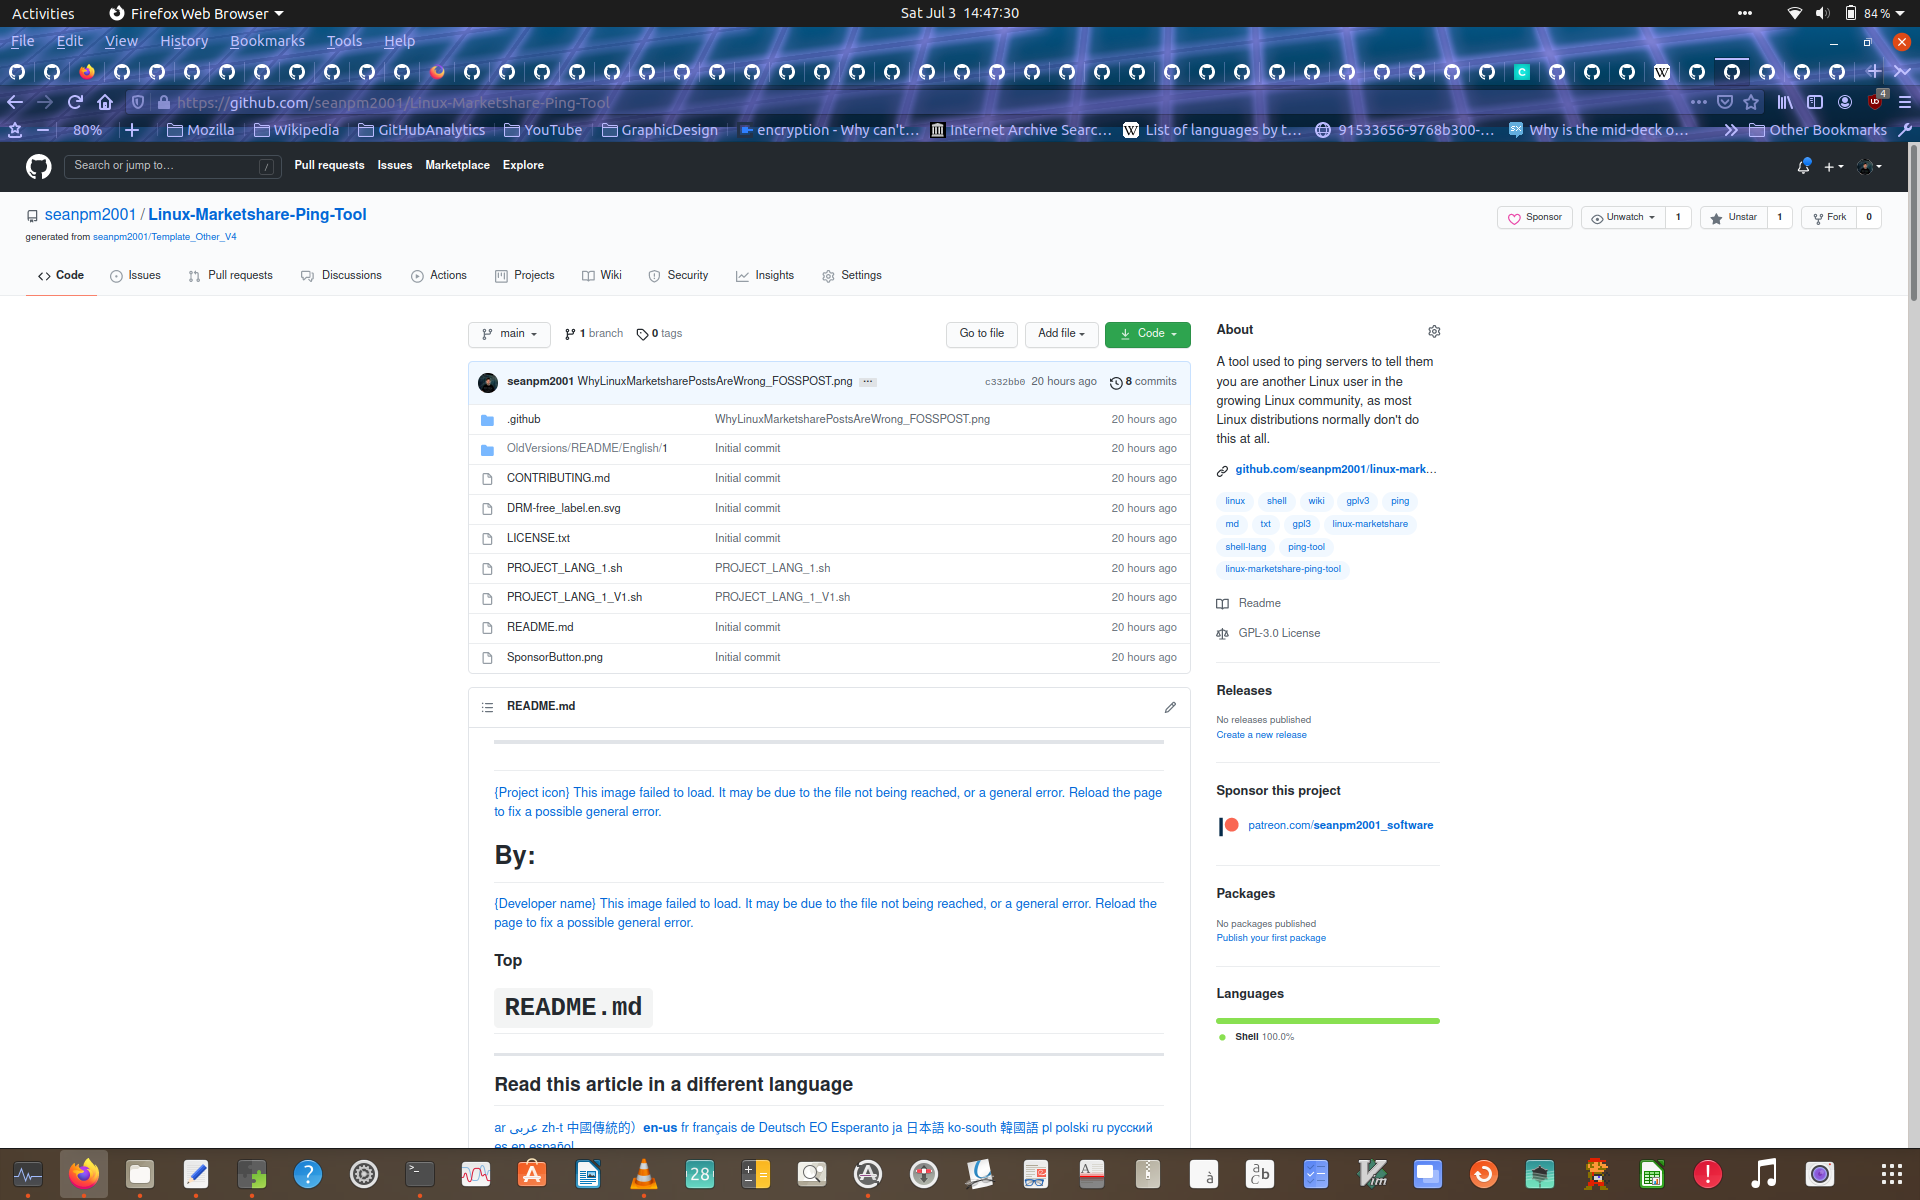 Activities Firefox Web Browser Sat Jul 3 14:47:30 84 %
File Edit View History Bookmarks Tools Help
https://github.com/seanpm2001/Linux-Marketshare-Ping-Tool 4
80% Mozilla Wikipedia GitHubAnalytics YouTube GraphicDesign encryption - Why can't… Internet Archive Searc… List of languages by t… 91533656-9768b300-… Why is the mid-deck o… Other Bookmarks
Search or jump to… / Pull requests Issues Marketplace Explore
seanpm2001 / Linux-Marketshare-Ping-Tool Sponsor Unwatch 1 Unstar 1 Fork 0
generated from seanpm2001/Template_Other_V4
Code Issues Pull requests Discussions Actions Projects Wiki Security Insights Settings
main 1 branch 0 tags Go to file Add file Code
seanpm2001 WhyLinuxMarketsharePostsAreWrong_FOSSPOST.png … c332bb0 20 hours ago 8 commits
.github WhyLinuxMarketsharePostsAreWrong_FOSSPOST.png 20 hours ago
OldVersions/README/English/1 Initial commit 20 hours ago
CONTRIBUTING.md Initial commit 20 hours ago
DRM-free_label.en.svg Initial commit 20 hours ago
LICENSE.txt Initial commit 20 hours ago
PROJECT_LANG_1.sh PROJECT_LANG_1.sh 20 hours ago
PROJECT_LANG_1_V1.sh PROJECT_LANG_1_V1.sh 20 hours ago
README.md Initial commit 20 hours ago
SponsorButton.png Initial commit 20 hours ago
README.md
{Project icon} This image failed to load. It may be due to the file not being reached, or a general error. Reload the page
to fix a possible general error.
By:
{Developer name} This image failed to load. It may be due to the file not being reached, or a general error. Reload the
page to fix a possible general error.
Top
README.md
Read this article in a different language
ar عربى zh-t 中國傳統的） en-us fr français de Deutsch EO Esperanto ja 日本語 ko-south 韓國語 pl polski ru русский
es en español
About
A tool used to ping servers to tell them
you are another Linux user in the
growing Linux community, as most
Linux distributions normally don't do
this at all.
github.com/seanpm2001/linux-mark…
linux shell wiki gplv3 ping
md txt gpl3 linux-marketshare
shell-lang ping-tool
linux-marketshare-ping-tool
Readme
GPL-3.0 License
Releases
No releases published
Create a new release
Sponsor this project
patreon.com/seanpm2001_software
Packages
No packages published
Publish your first package
Languages
Shell 100.0%
28